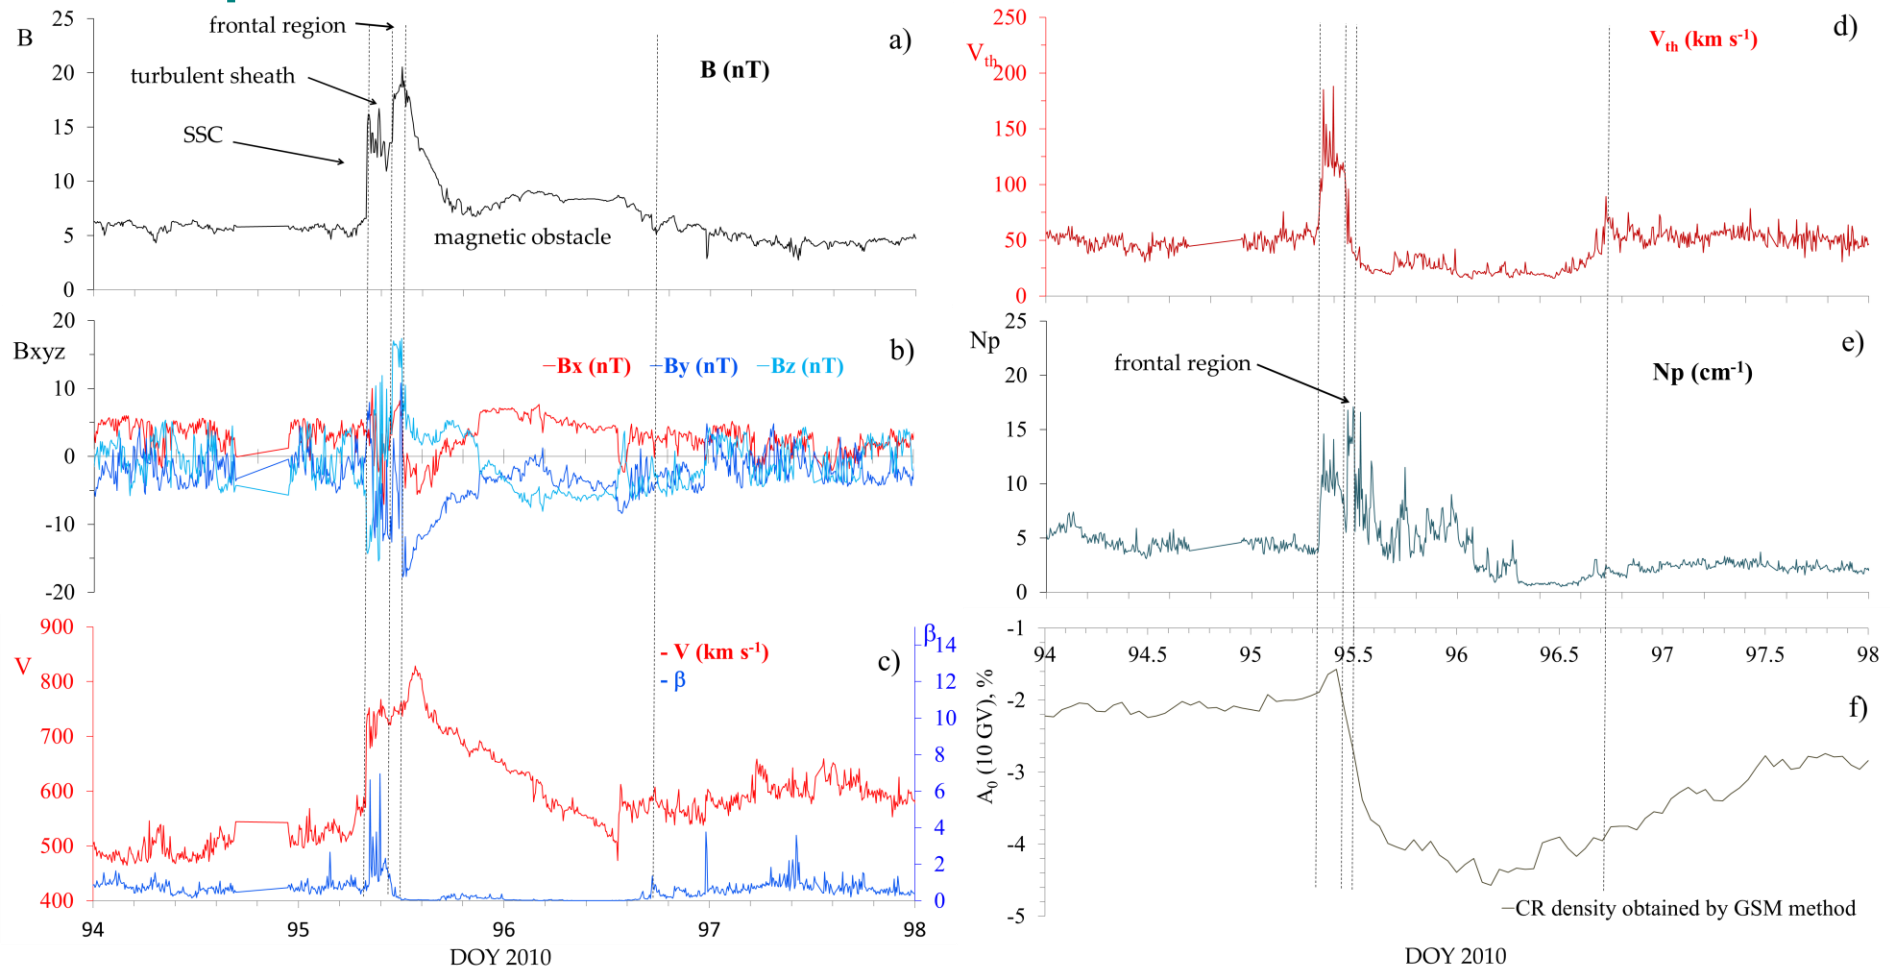 B
a)
B (nT)
frontal region
turbulent sheath
SSC
magnetic obstacle
25
20
15
10
5
0
94
95
96
97
98
Bxyz
b)
Bx (nT)
By (nT)
Bz (nT)
20
10
0
-10
-20
V
c)
- V (km s⁻¹)
- β
900
800
700
600
500
400
β
14
12
10
8
6
4
2
0
94
95
96
97
98
DOY 2010
d)
Vth
Vth (km s⁻¹)
250
200
150
100
50
0
Np
e)
frontal region
Np (cm⁻¹)
25
20
15
10
5
0
-1
94
94.5
95
95.5
96
96.5
97
97.5
98
f)
A₀ (10 GV), %
-2
-3
-4
-5
CR density obtained by GSM method
DOY 2010